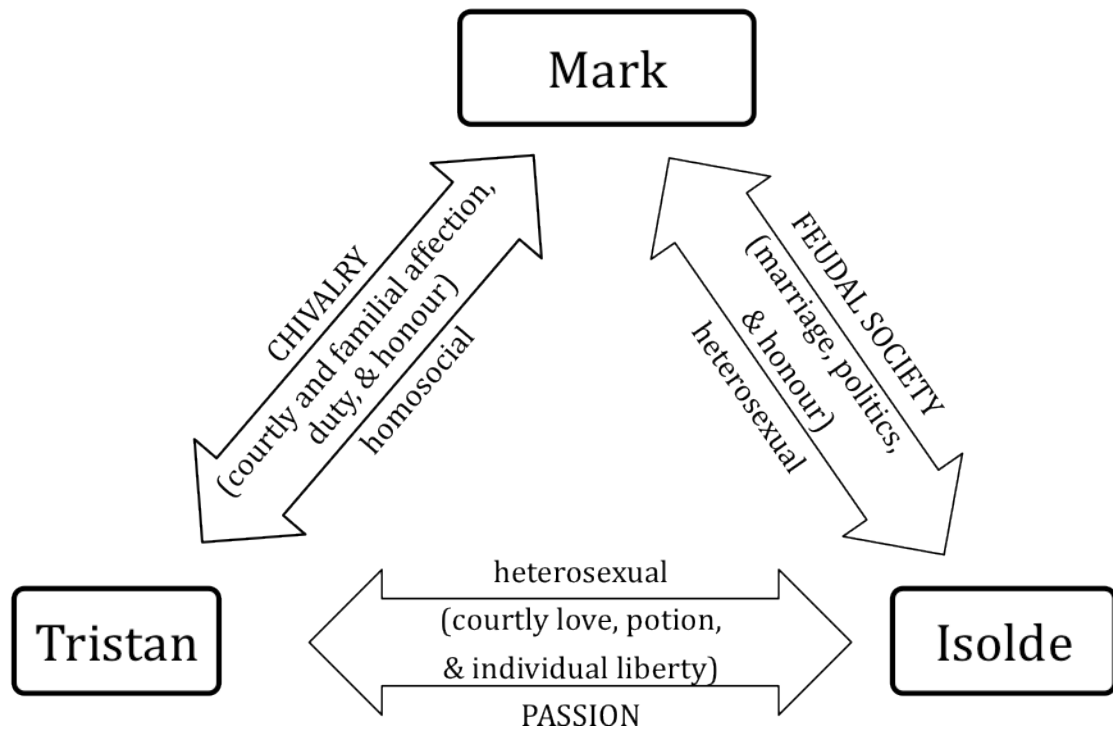 Mark
CHIVALRY
(courtly and familial affection,
duty, & honour)
homosocial
FEUDAL SOCIETY
(marriage, politics,
& honour)
heterosexual
Tristan
heterosexual
(courtly love, potion,
& individual liberty)
PASSION
Isolde